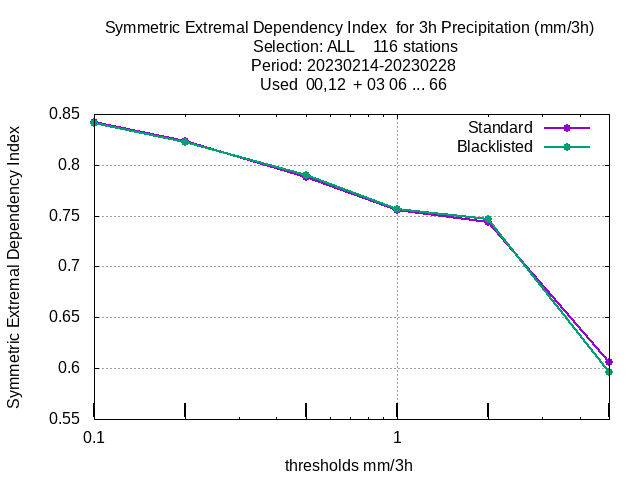 Symmetric Extremal Dependency Index  for 3h Precipitation (mm/3h)
Selection: ALL    116 stations
Period: 20230214-20230228
Used  00,12  + 03 06 ... 66
Standard
Blacklisted
Symmetric Extremal Dependency Index
0.85
0.8
0.75
0.7
0.65
0.6
0.55
0.1
1
thresholds mm/3h